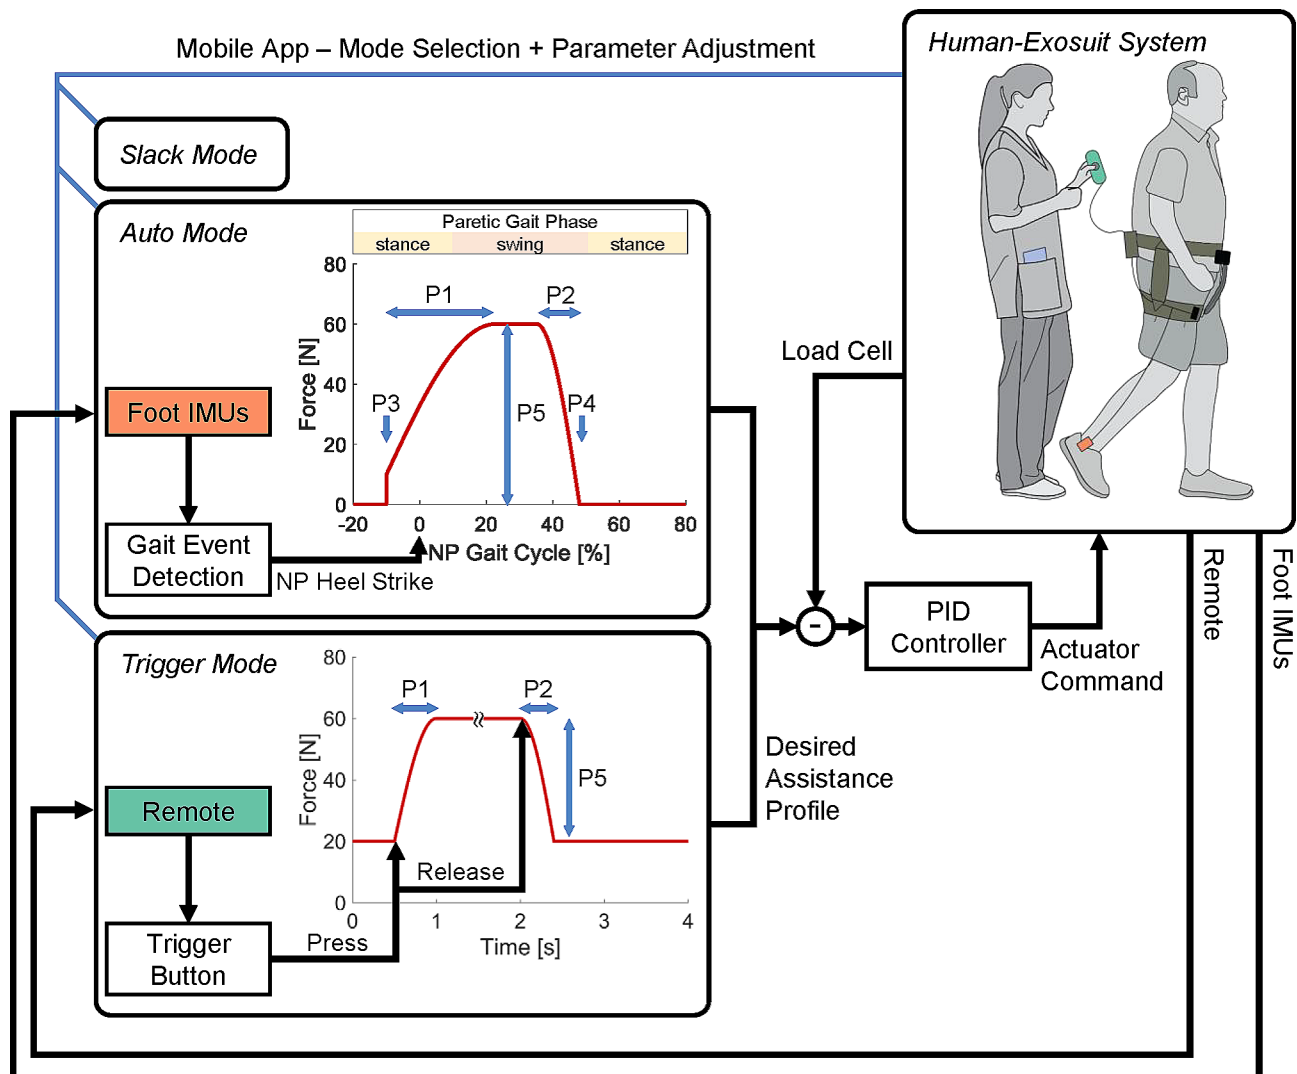 Mobile App – Mode Selection + Parameter Adjustment
Human-Exosuit System
Slack Mode
Auto Mode
Paretic Gait Phase
stance swing stance
80
60
40
20
0
Force [N]
P1
P2
P3
P4
P5
-20 0 20 40 60 80
NP Gait Cycle [%]
Foot IMUs
Gait Event
Detection
NP Heel Strike
Load Cell
-
PID
Controller
Actuator
Command
Remote
Foot IMUs
Desired
Assistance
Profile
Trigger Mode
80
60
40
20
0
Force [N]
P1
P2
P5
Release
Press
0 1 2 3 4
Time [s]
Remote
Trigger
Button